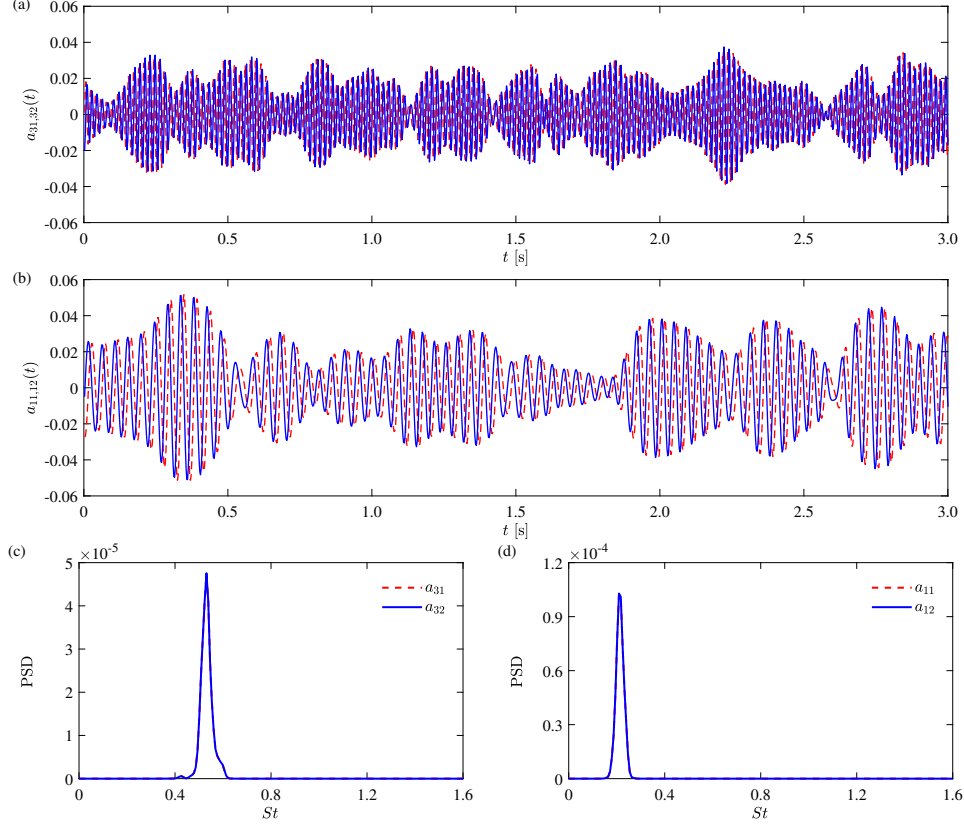 (a)
0.06
0.04
0.02
0
-0.02
-0.04
-0.06
a31,32(t)
0 0.5 1.0 1.5 2.0 2.5 3.0
t [s]
(b)
0.06
0.04
0.02
0
-0.02
-0.04
-0.06
a11,12(t)
0 0.5 1.0 1.5 2.0 2.5 3.0
t [s]
(c)
×10-5
5
4
2
1
0
PSD
a31
a32
0 0.4 0.8 1.2 1.6
St
(d)
×10-4
1.2
0.9
0.6
0.3
0
PSD
a11
a12
0 0.4 0.8 1.2 1.6
St